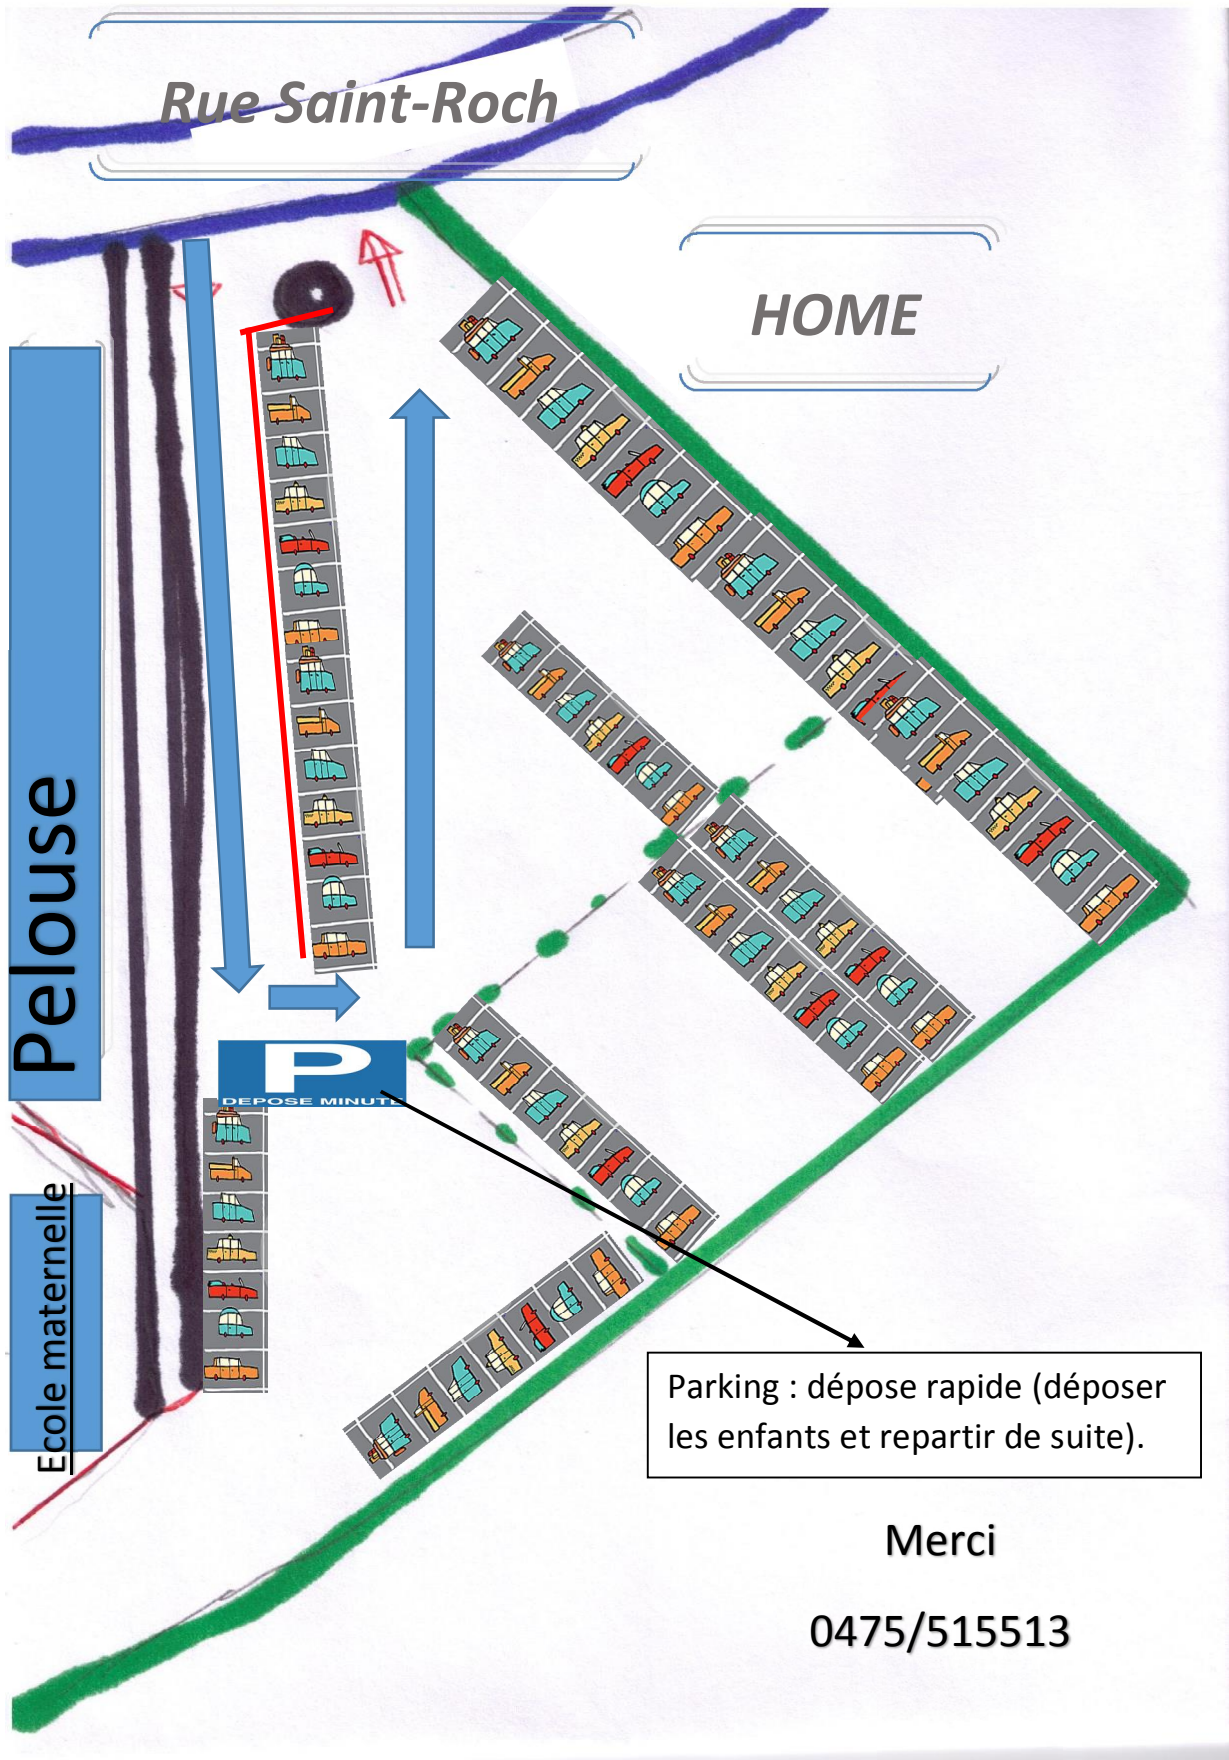 Rue Saint-Roch
HOME
Pelouse
P
DEPOSE MINUTE
Ecole maternelle
Parking : dépose rapide (déposer
les enfants et repartir de suite).
Merci
0475/515513